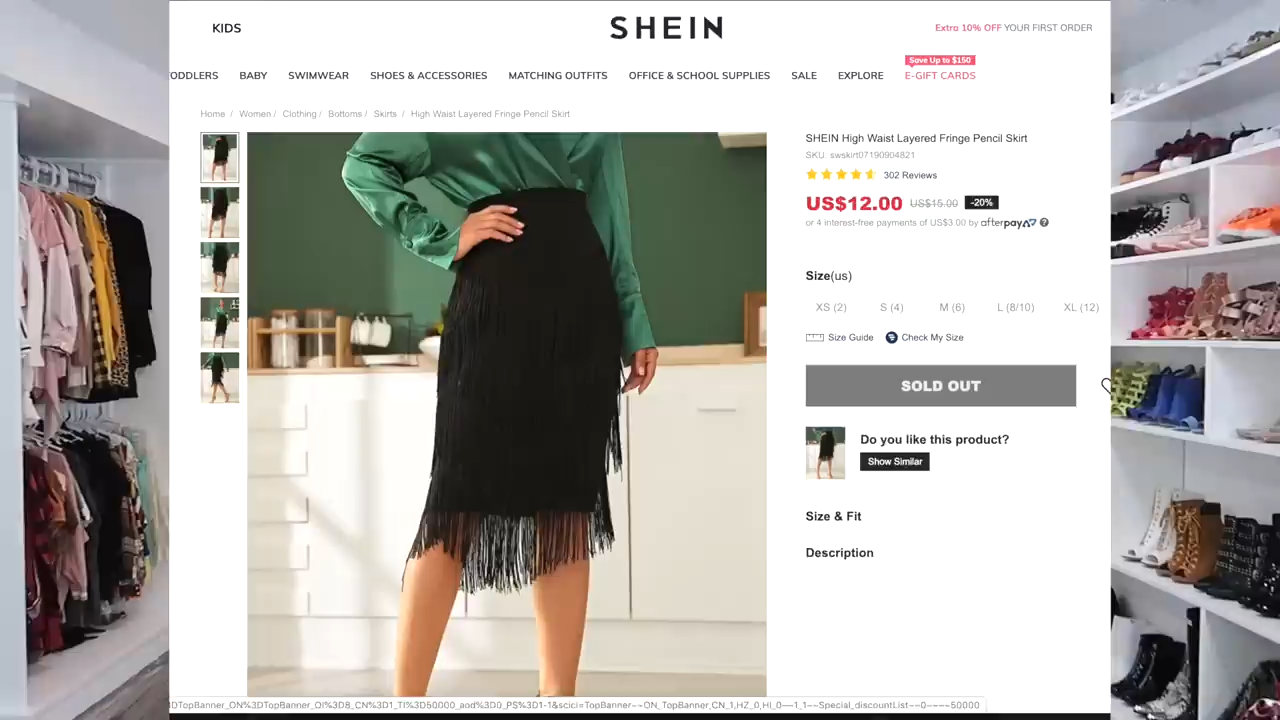 KIDS
SHEIN
Extra 10% OFF YOUR FIRST ORDER
Save Up to $150
ODDLERS BABY SWIMWEAR SHOES & ACCESSORIES MATCHING OUTFITS OFFICE & SCHOOL SUPPLIES SALE EXPLORE E-GIFT CARDS
Home / Women / Clothing / Bottoms / Skirts / High Waist Layered Fringe Pencil Skirt
SHEIN High Waist Layered Fringe Pencil Skirt
SKU: swskirt07190904821
302 Reviews
US$12.00 US$15.00 -20%
or 4 interest-free payments of US$3.00 by afterpay ?
Size(us)
XS (2) S (4) M (6) L (8/10) XL (12)
Size Guide Check My Size
SOLD OUT
Do you like this product?
Show Similar
Size & Fit
Description